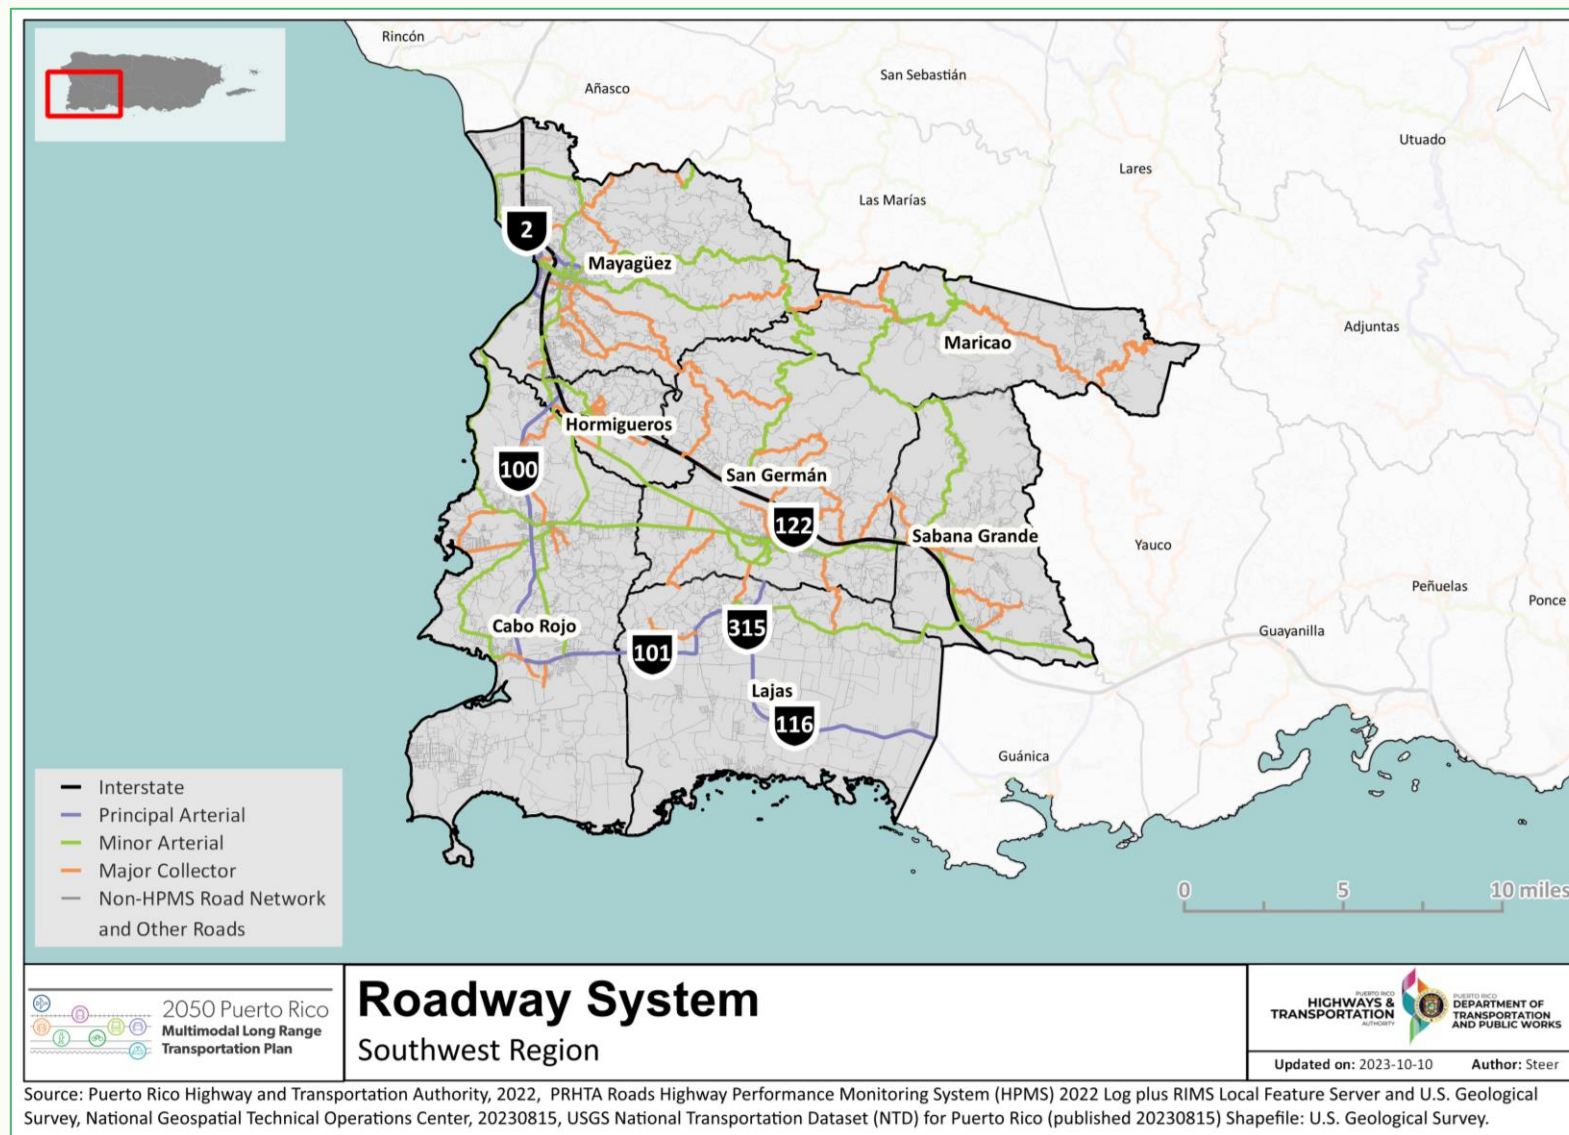 Rincón
Añasco
San Sebastián
Utuado
Lares
Las Marías
2
Mayagüez
Adjuntas
Maricao
Hormigueros
100
San Germán
122
Sabana Grande
Yauco
Peñuelas
Ponce
Cabo Rojo
315
Guayanilla
101
Lajas
116
Guánica
Interstate
Principal Arterial
Minor Arterial
Major Collector
Non-HPMS Road Network
and Other Roads
0 5 10 miles
2050 Puerto Rico
Multimodal Long Range
Transportation Plan
Roadway System
Southwest Region
PUERTO RICO
HIGHWAYS &
TRANSPORTATION
AUTHORITY
PUERTO RICO
DEPARTMENT OF
TRANSPORTATION
AND PUBLIC WORKS
Updated on: 2023-10-10 Author: Steer
Source: Puerto Rico Highway and Transportation Authority, 2022, PRHTA Roads Highway Performance Monitoring System (HPMS) 2022 Log plus RIMS Local Feature Server and U.S. Geological
Survey, National Geospatial Technical Operations Center, 20230815, USGS National Transportation Dataset (NTD) for Puerto Rico (published 20230815) Shapefile: U.S. Geological Survey.